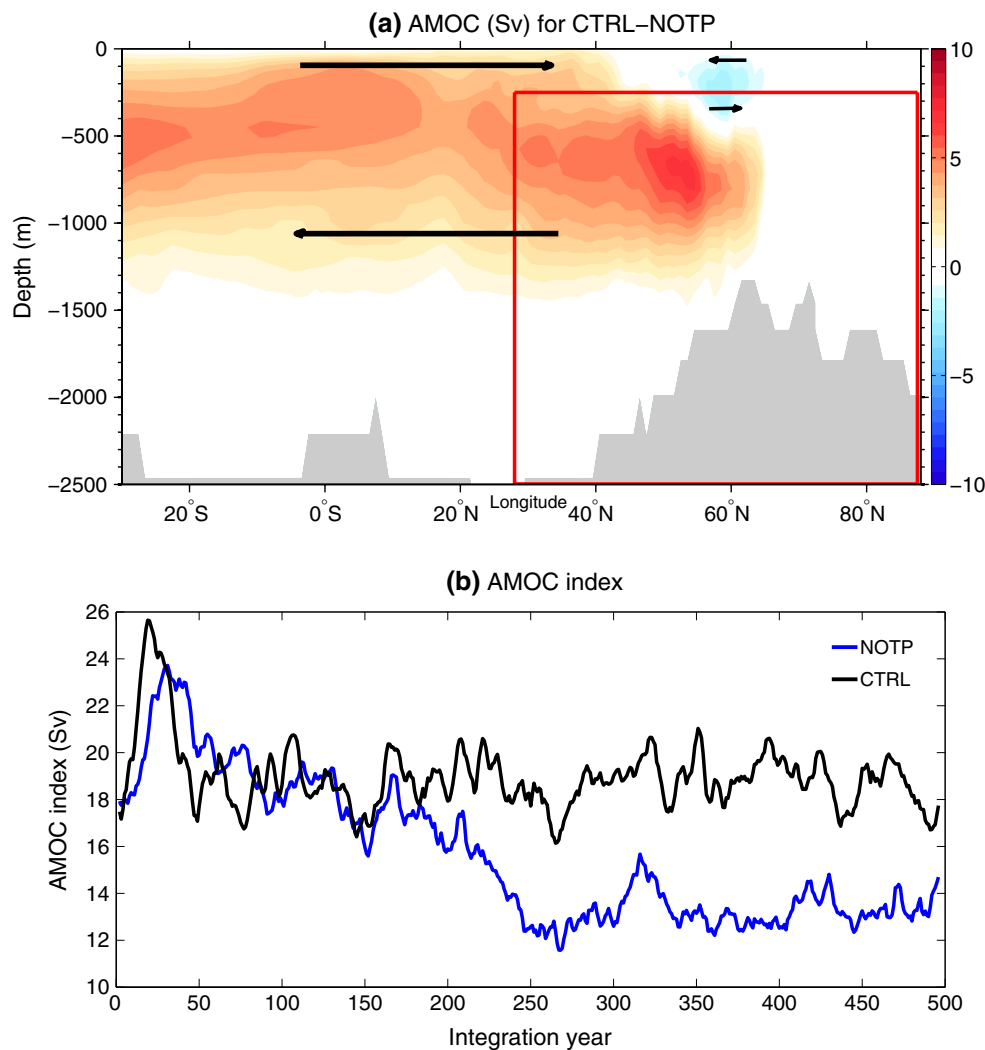 (a) AMOC (Sv) for CTRL−NOTP
0
−500
−1000
−1500
−2000
−2500
Depth (m)
20°S
0°S
20°N
Longitude
40°N
60°N
80°N
10
5
0
−5
−10
(b) AMOC index
26
24
22
20
18
16
14
12
10
AMOC index (Sv)
NOTP
CTRL
0
50
100
150
200
250
300
350
400
450
500
Integration year